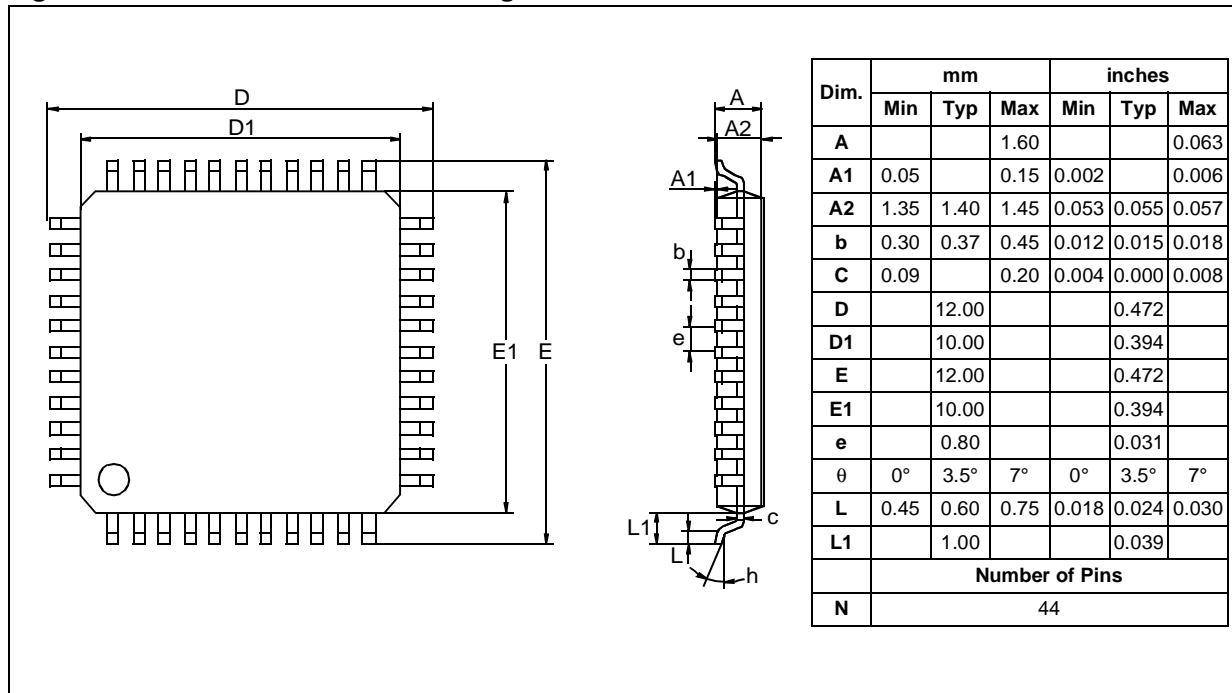 D
D1
E1 E
A
A2
A1
b
e
c
L1
L
h
Dim. mm inches
Min Typ Max Min Typ Max
A 1.60 0.063
A1 0.05 0.15 0.002 0.006
A2 1.35 1.40 1.45 0.053 0.055 0.057
b 0.30 0.37 0.45 0.012 0.015 0.018
C 0.09 0.20 0.004 0.000 0.008
D 12.00 0.472
D1 10.00 0.394
E 12.00 0.472
E1 10.00 0.394
e 0.80 0.031
θ 0° 3.5° 7° 0° 3.5° 7°
L 0.45 0.60 0.75 0.018 0.024 0.030
L1 1.00 0.039
Number of Pins
N 44